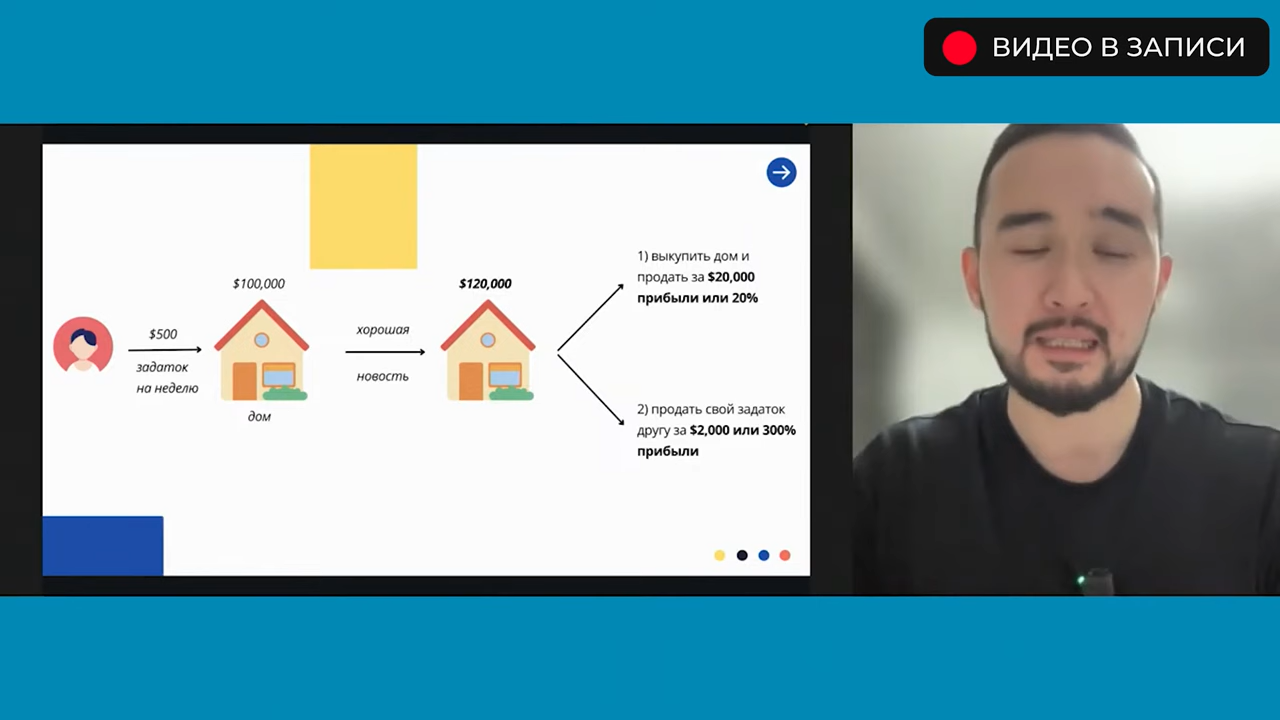 ВИДЕО В ЗАПИСИ
$500
задаток
на неделю
$100,000
дом
хорошая
новость
$120,000
1) выкупить дом и
продать за $20,000
прибыли или 20%
2) продать свой задаток
другу за $2,000 или 300%
прибыли